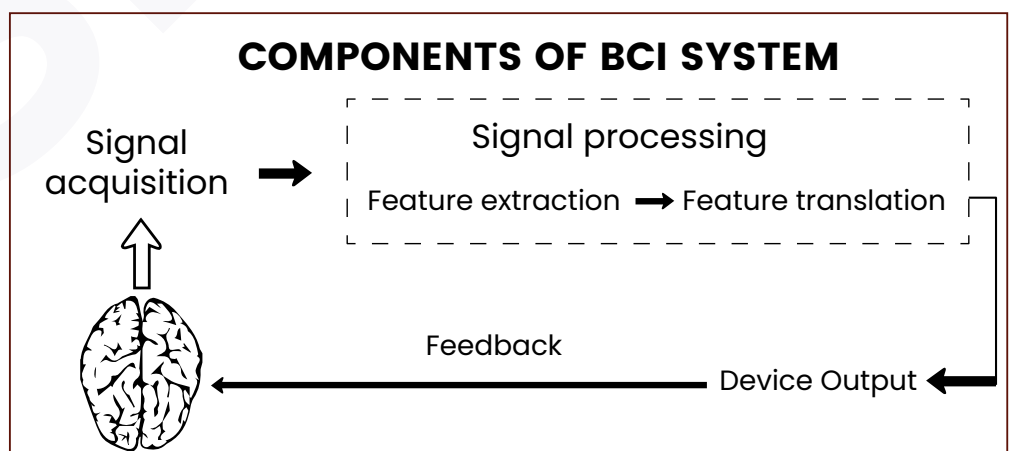 COMPONENTS OF BCI SYSTEM
Signal
acquisition
Signal processing
Feature extraction
Feature translation
Feedback
Device Output